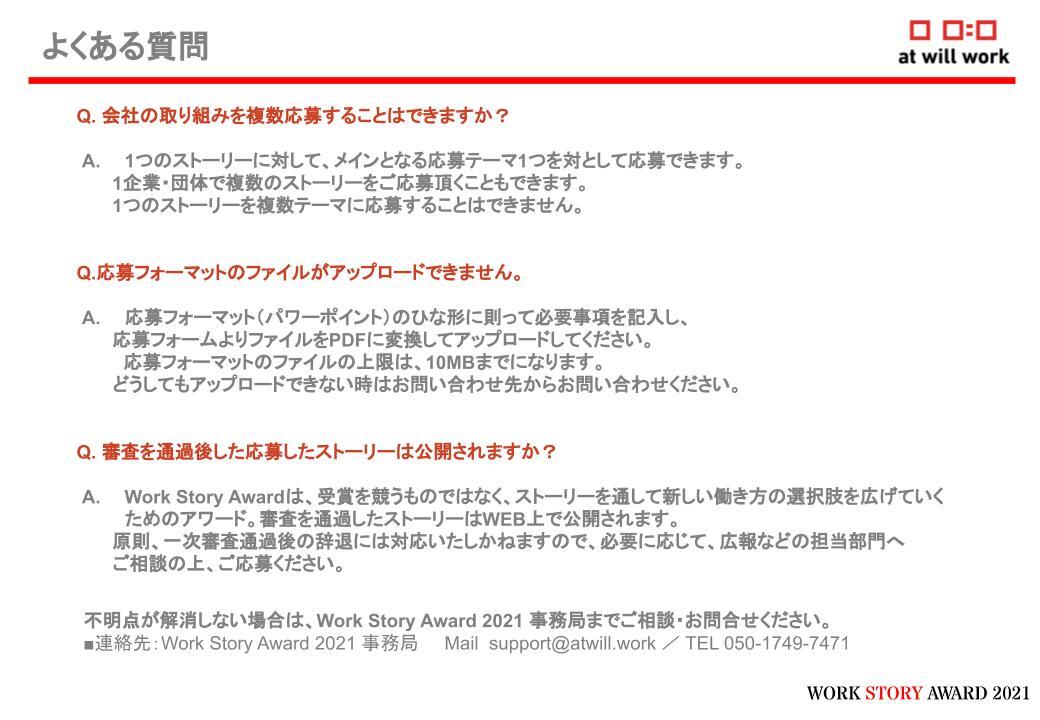 よくある質問
at will work
Q. 会社の取り組みを複数応募することはできますか？
A. 1つのストーリーに対して、メインとなる応募テーマ1つを対として応募できます。
1企業・団体で複数のストーリーをご応募頂くこともできます。
1つのストーリーを複数テーマに応募することはできません。
Q.応募フォーマットのファイルがアップロードできません。
A. 応募フォーマット（パワーポイント）のひな形に則って必要事項を記入し、
応募フォームよりファイルをPDFに変換してアップロードしてください。
応募フォーマットのファイルの上限は、10MBまでになります。
どうしてもアップロードできない時はお問い合わせ先からお問い合わせください。
Q. 審査を通過後した応募したストーリーは公開されますか？
A. Work Story Awardは、受賞を競うものではなく、ストーリーを通して新しい働き方の選択肢を広げていく
ためのアワード。審査を通過したストーリーはWEB上で公開されます。
原則、一次審査通過後の辞退には対応いたしかねますので、必要に応じて、広報などの担当部門へ
ご相談の上、ご応募ください。
不明点が解消しない場合は、Work Story Award 2021 事務局までご相談・お問合せください。
■連絡先：Work Story Award 2021 事務局 Mail support@atwill.work ／ TEL 050-1749-7471
WORK STORY AWARD 2021